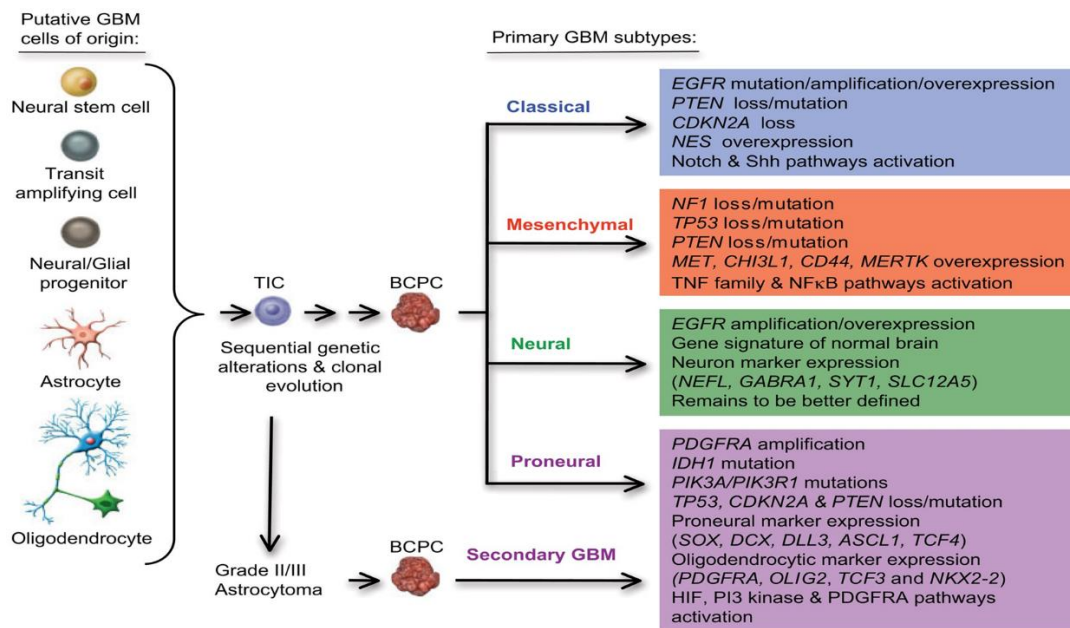 Putative GBM
cells of origin:
Neural stem cell
Transit
amplifying cell
Neural/Glial
progenitor
Astrocyte
Oligodendrocyte
TIC
BCPC
Sequential genetic
alterations & clonal
evolution
Grade II/III
Astrocytoma
BCPC
Primary GBM subtypes:
Classical
EGFR mutation/amplification/overexpression
PTEN loss/mutation
CDKN2A loss
NES overexpression
Notch & Shh pathways activation
Mesenchymal
NF1 loss/mutation
TP53 loss/mutation
PTEN loss/mutation
MET, CHI3L1, CD44, MERTK overexpression
TNF family & NFκB pathways activation
Neural
EGFR amplification/overexpression
Gene signature of normal brain
Neuron marker expression
(NEFL, GABRA1, SYT1, SLC12A5)
Remains to be better defined
Proneural
Secondary GBM
PDGFRA amplification
IDH1 mutation
PIK3A/PIK3R1 mutations
TP53, CDKN2A & PTEN loss/mutation
Proneural marker expression
(SOX, DCX, DLL3, ASCL1, TCF4)
Oligodendrocytic marker expression
(PDGFRA, OLIG2, TCF3 and NKX2-2)
HIF, PI3 kinase & PDGFRA pathways
activation